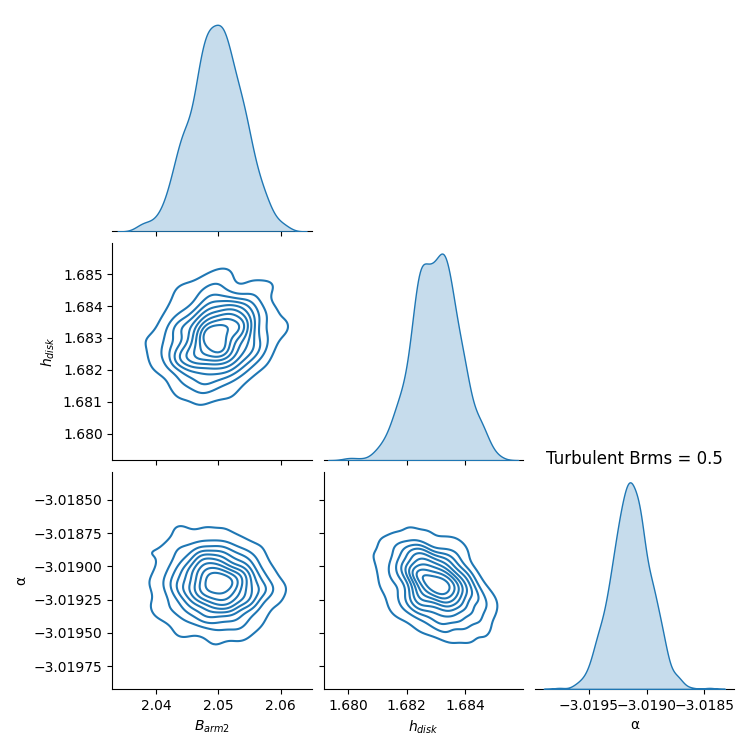 1.685
1.684
1.683
1.682
1.681
1.680
h_disk
Turbulent Brms = 0.5
−3.01850
−3.01875
−3.01900
−3.01925
−3.01950
−3.01975
α
2.04 2.05 2.06
B_arm2
1.680 1.682 1.684
h_disk
−3.0195 −3.0190 −3.0185
α